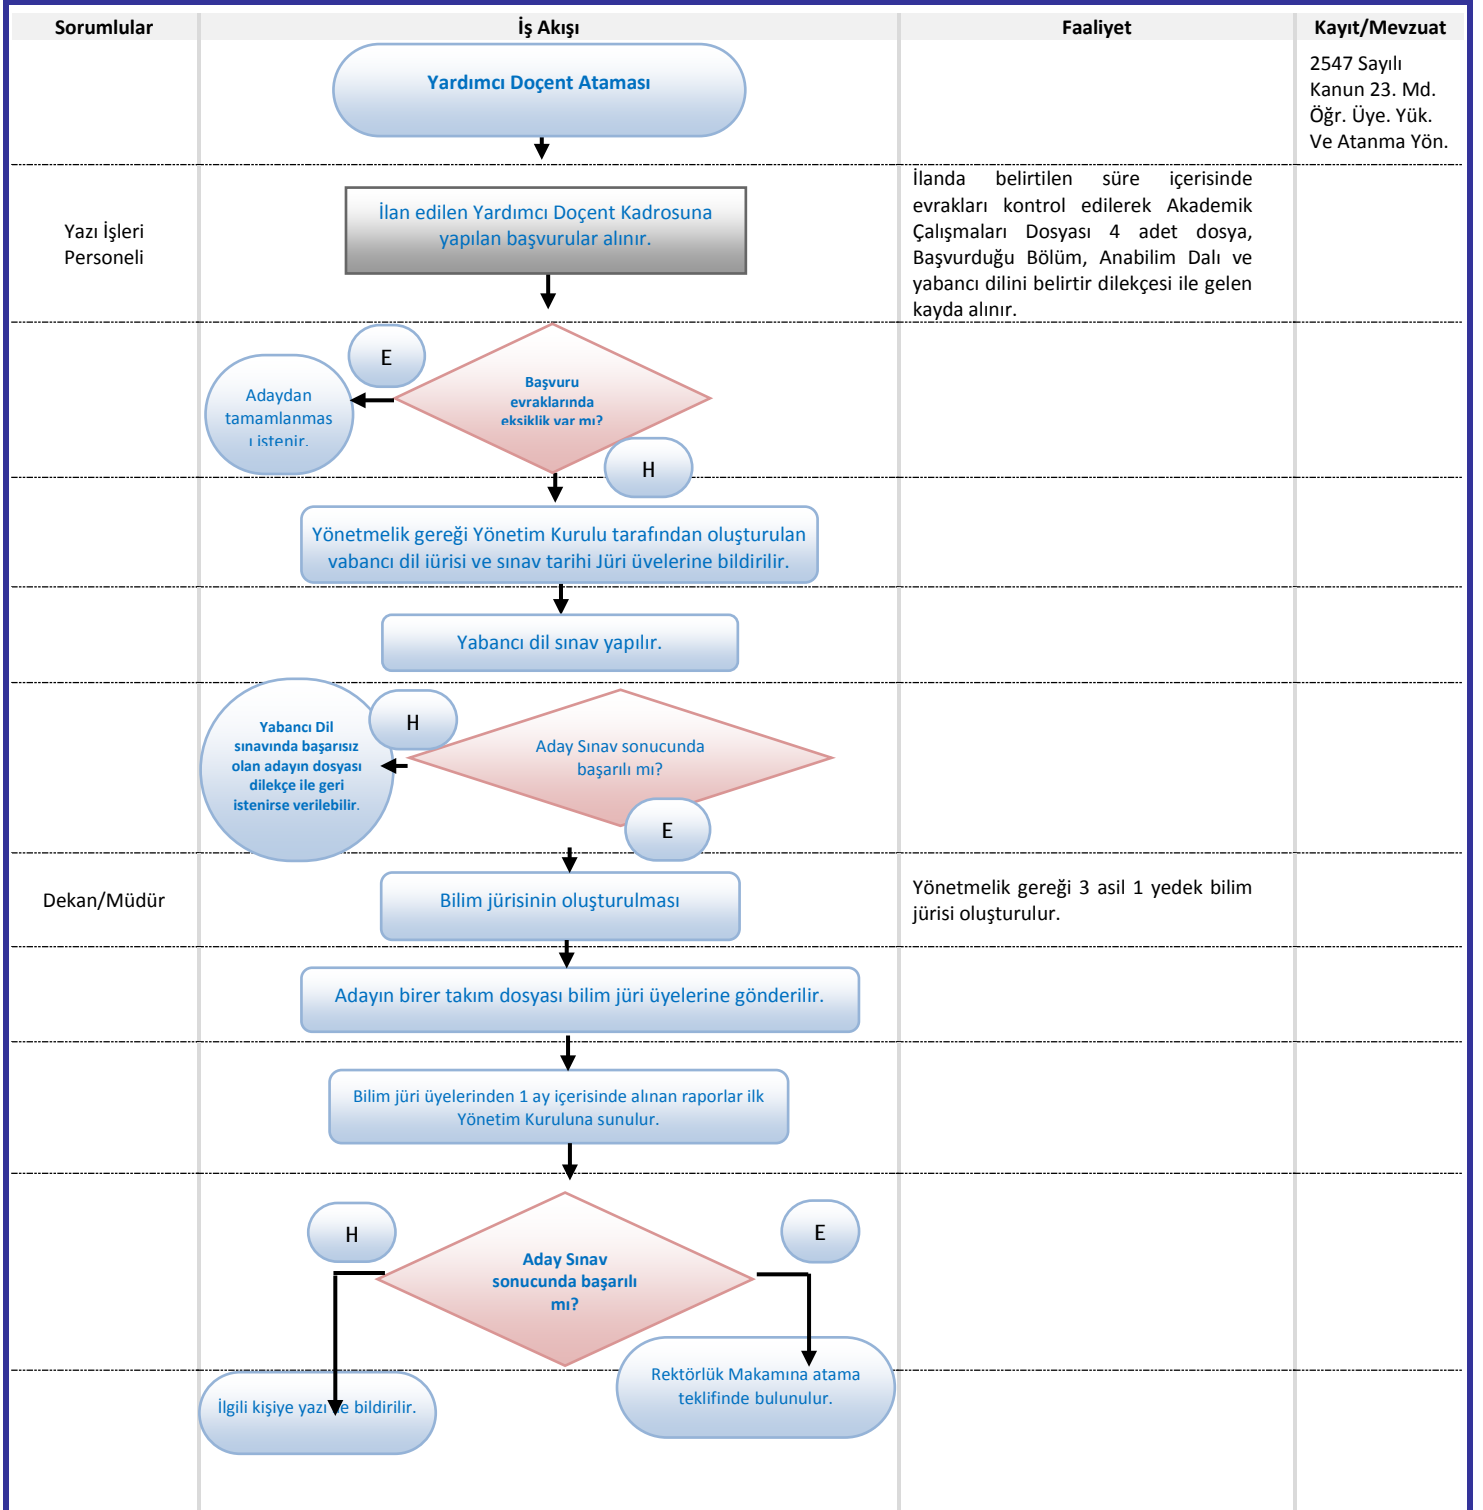 Sorumlular
İş Akışı
Faaliyet
Kayıt/Mevzuat
Yardımcı Doçent Ataması
2547 Sayılı
Kanun 23. Md.
Öğr. Üye. Yük.
Ve Atanma Yön.
Yazı İşleri
Personeli
İlan edilen Yardımcı Doçent Kadrosuna
yapılan başvurular alınır.
İlanda belirtilen süre içerisinde
evrakları kontrol edilerek Akademik
Çalışmaları Dosyası 4 adet dosya,
Başvurduğu Bölüm, Anabilim Dalı ve
yabancı dilini belirtir dilekçesi ile gelen
kayda alınır.
E
Başvuru
evraklarında
eksiklik var mı?
Adaydan
tamamlanmas
ı istenir.
H
Yönetmelik gereği Yönetim Kurulu tarafından oluşturulan
yabancı dil jürisi ve sınav tarihi Jüri üyelerine bildirilir.
Yabancı dil sınav yapılır.
Yabancı Dil
sınavında başarısız
olan adayın dosyası
dilekçe ile geri
istenirse verilebilir.
H
Aday Sınav sonucunda
başarılı mı?
E
Dekan/Müdür
Bilim jürisinin oluşturulması
Yönetmelik gereği 3 asil 1 yedek bilim
jürisi oluşturulur.
Adayın birer takım dosyası bilim jüri üyelerine gönderilir.
Bilim jüri üyelerinden 1 ay içerisinde alınan raporlar ilk
Yönetim Kuruluna sunulur.
H
E
Aday Sınav
sonucunda başarılı
mı?
Rektörlük Makamına atama
teklifinde bulunulur.
İlgili kişiye yazı ile bildirilir.